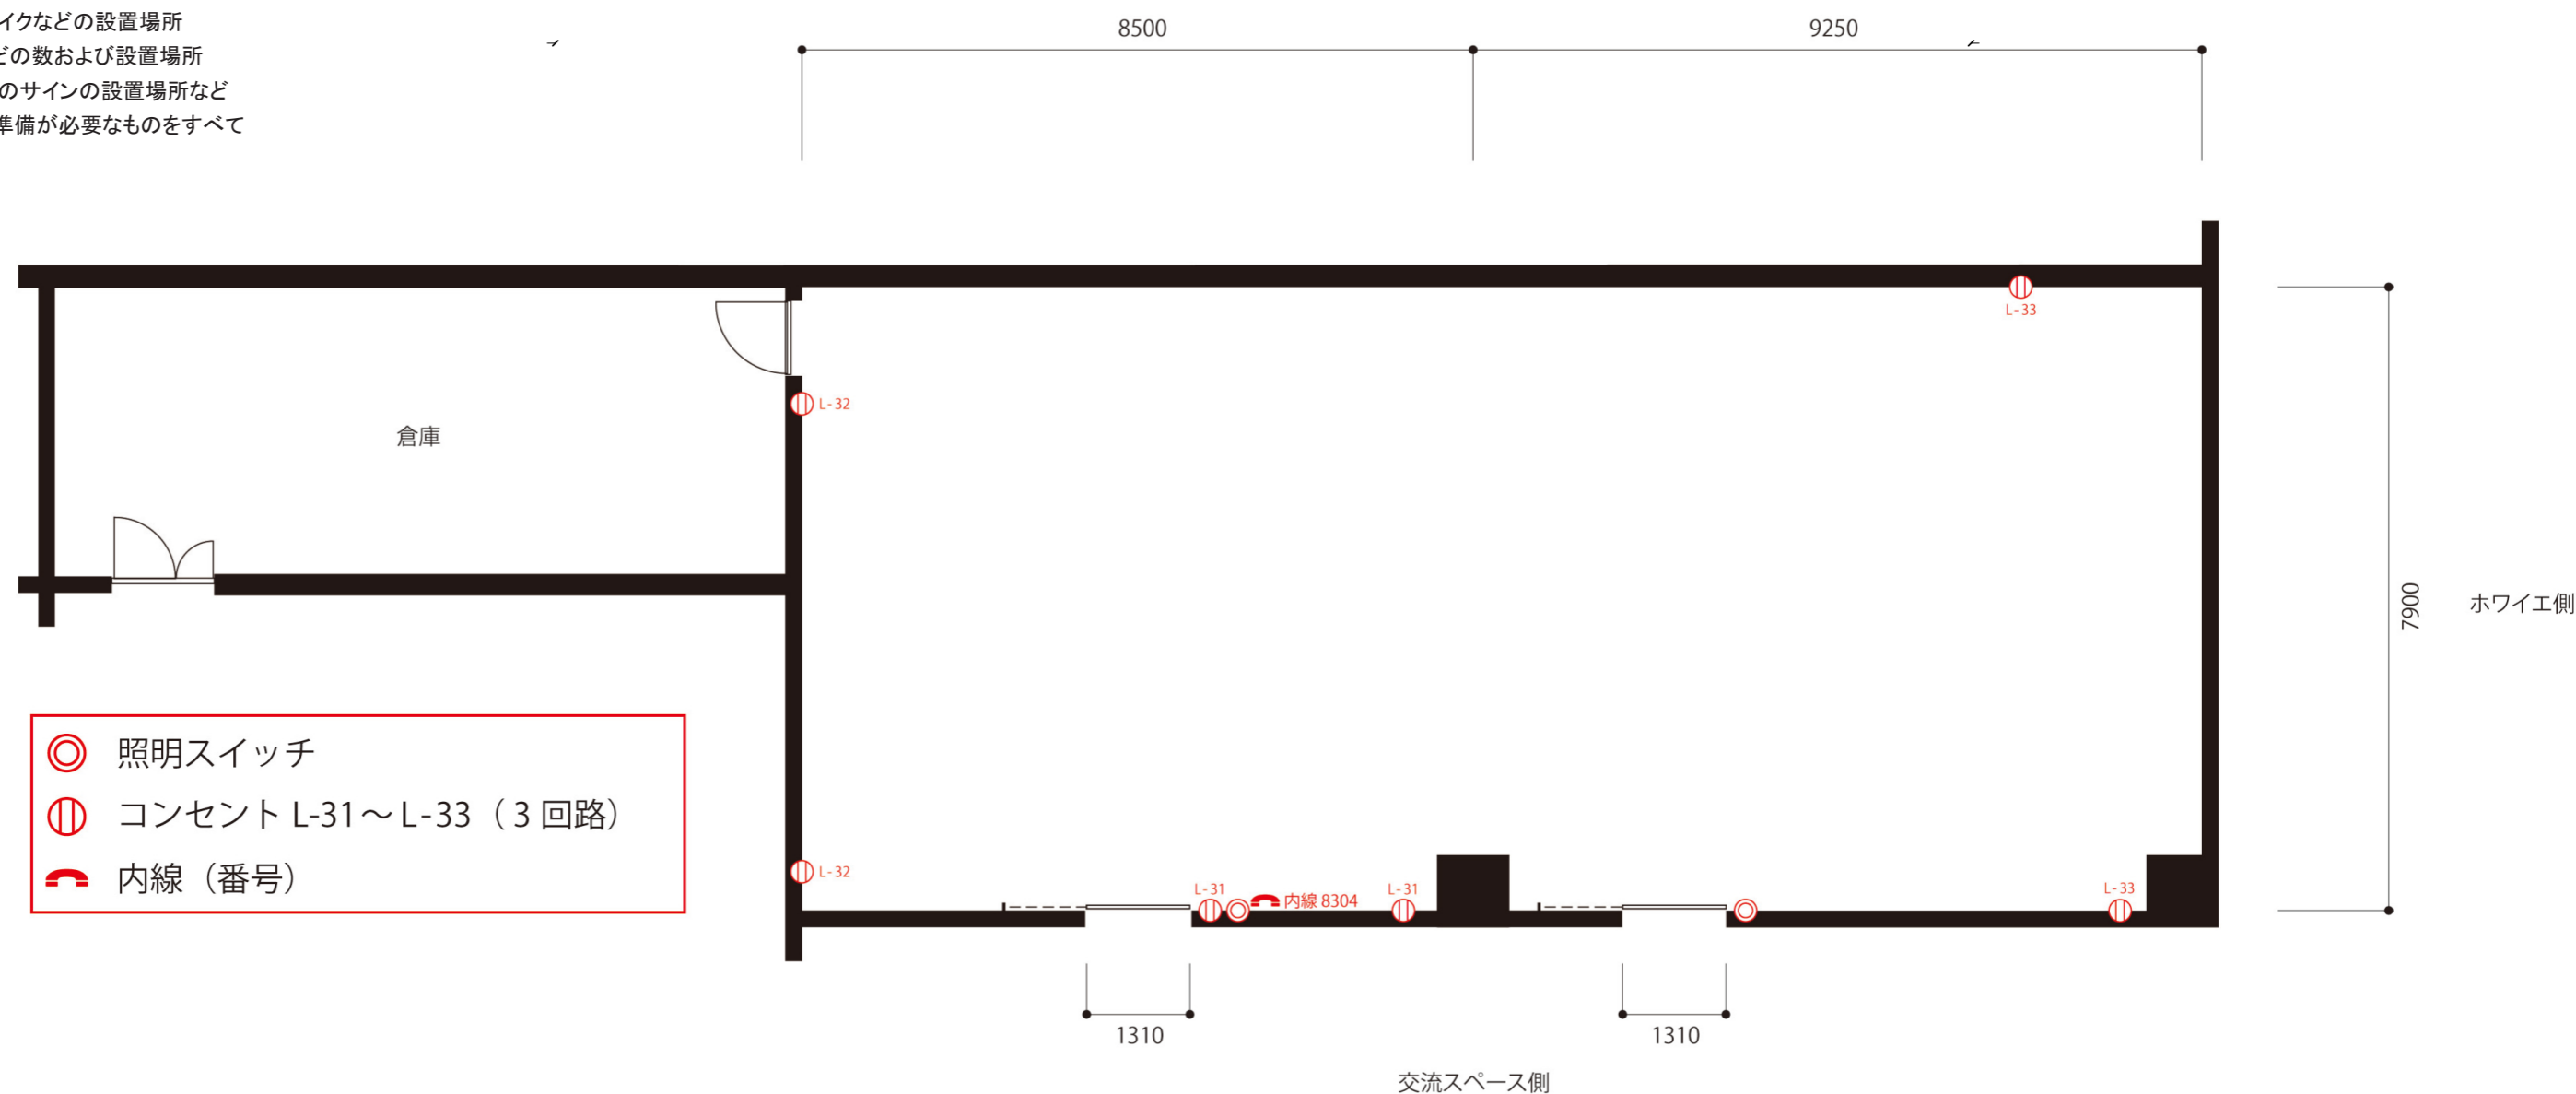 イクなどの設置場所
どの数および設置場所
のサインの設置場所など
準備が必要なものをすべて
8500
9250
L-33
L-32
倉庫
7900
ホワイエ側
照明スイッチ
コンセント L-31～L-33（3 回路）
内線（番号）
L-32
L-31
内線 8304
L-31
L-33
1310
1310
交流スペース側